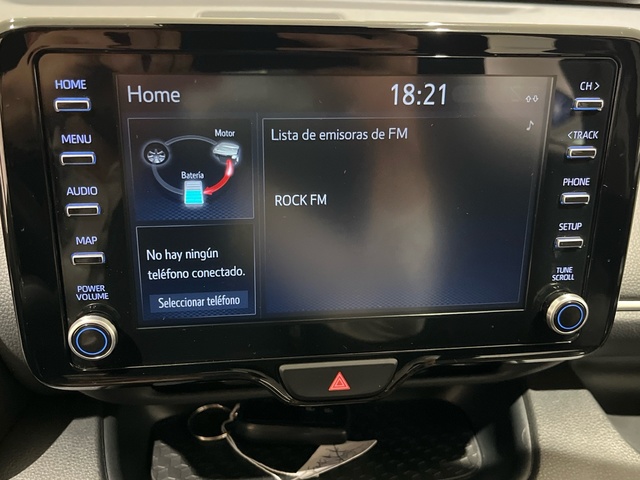 HOME
MENU
AUDIO
MAP
POWER
VOLUME
Home
18:21
Motor
Batería
No hay ningún
teléfono conectado.
Seleccionar teléfono
Lista de emisoras de FM
ROCK FM
CH >
< TRACK
PHONE
SETUP
TUNE
SCROLL